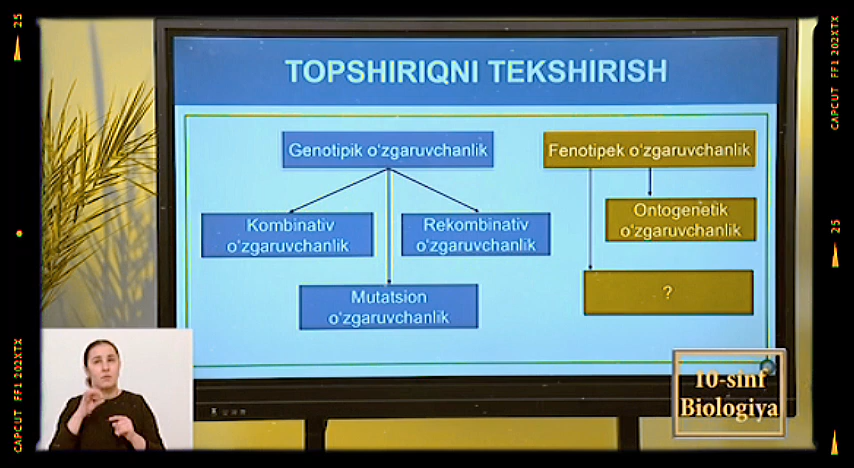 TOPSHIRIQNI TEKSHIRISH
Genotipik o‘zgaruvchanlik
Fenotipek o‘zgaruvchanlik
Kombinativ
o‘zgaruvchanlik
Rekombinativ
o‘zgaruvchanlik
Ontogenetik
o‘zgaruvchanlik
Mutatsion
o‘zgaruvchanlik
?
10-sinf
Biologiya
25
CAPCUT FF1 202XTX
CAPCUT FF1 202XTX
25